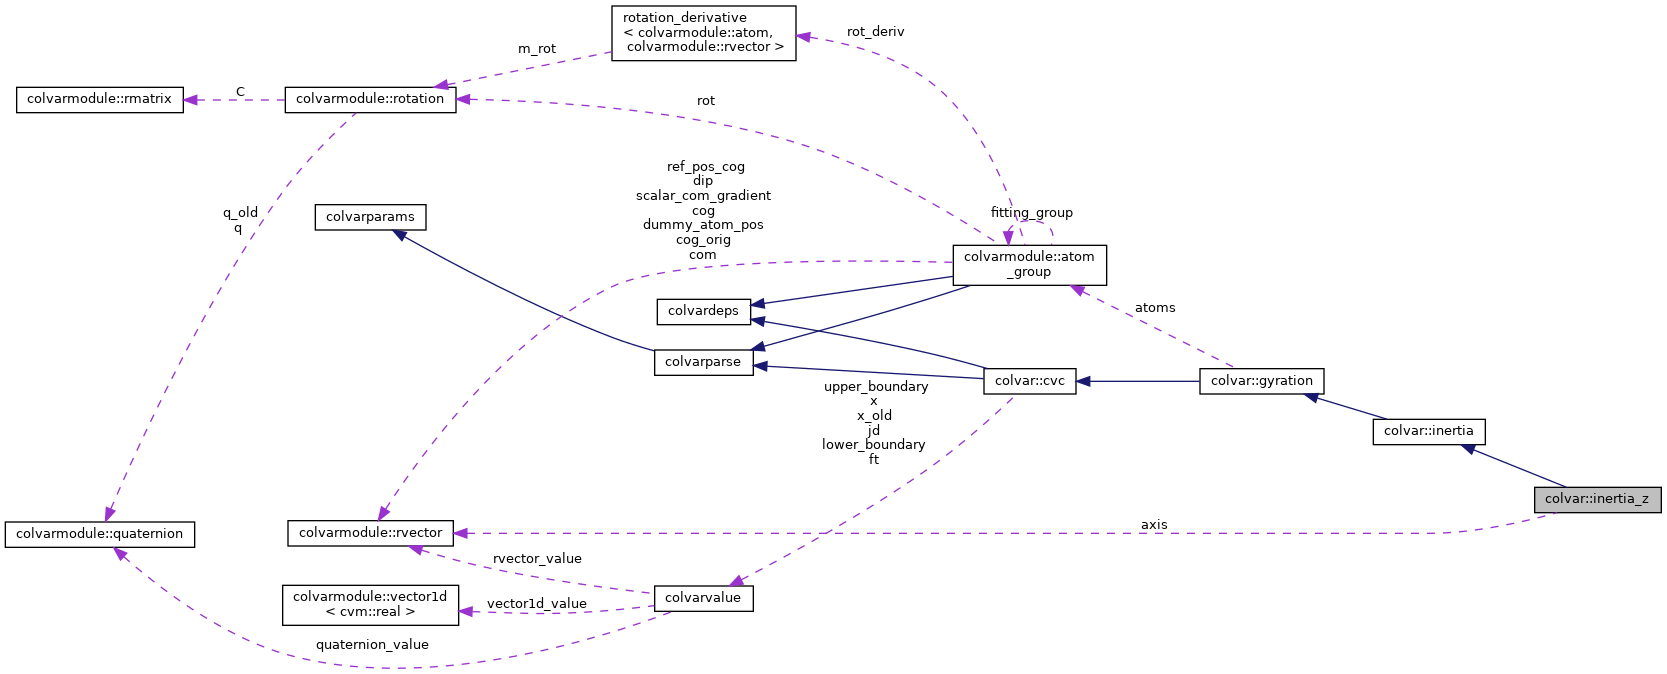 rotation_derivative
< colvarmodule::atom,
colvarmodule::rvector >
rot_deriv
m_rot
C
colvarmodule::rmatrix
colvarmodule::rotation
rot
ref_pos_cog
dip
scalar_com_gradient
cog
dummy_atom_pos
cog_orig
com
q_old
q
colvarparams
fitting_group
colvarmodule::atom
_group
colvardeps
atoms
colvarparse
colvar::cvc
colvar::gyration
upper_boundary
x
x_old
jd
lower_boundary
ft
colvar::inertia
colvar::inertia_z
axis
colvarmodule::quaternion
colvarmodule::rvector
rvector_value
colvarmodule::vector1d
< cvm::real >
vector1d_value
colvarvalue
quaternion_value